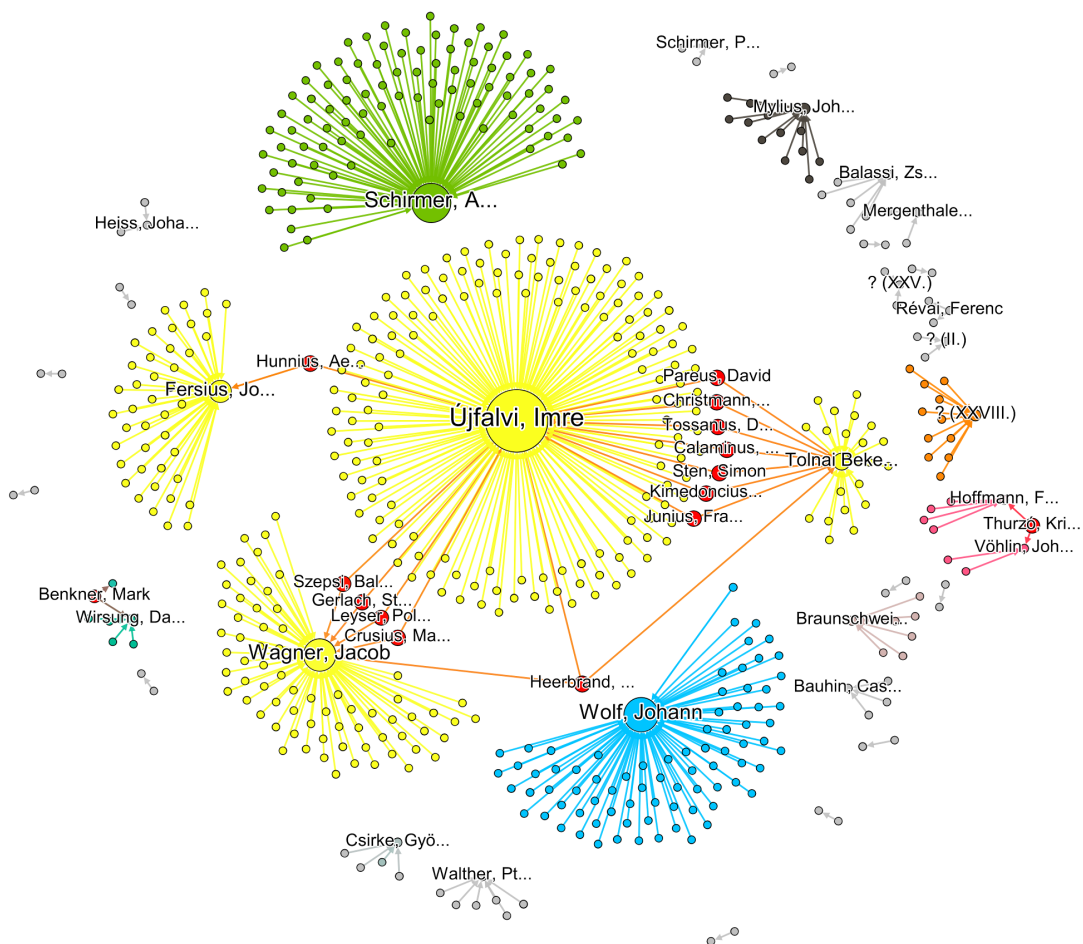 Schirmer, P...
Mylius, Joh...
Balassi, Zs...
Schirmer, A...
Mergenthale...
Heiss, Joha...
? (XXV.)
Révai, Ferenc
? (II.)
Hunnius, Ae...
Pareus, David
Fersius, Jo...
Christmann,...
? (XXVIII.)
Újfalvi, Imre
Tossanus, D...
Calaminus, ...
Tolnai Beke...
Sten, Simon
Kimedoncius...
Hoffmann, F...
Junius, Fra...
Thurzó, Kri...
Vöhlin, Joh...
Szepsi, Bal...
Benkner, Mark
Gerlach, St...
Leyser, Pol...
Wirsung, Da...
Braunschwei...
Crusius, Ma...
Wagner, Jacob
Heerbrand, ...
Bauhin, Cas...
Wolf, Johann
Csirke, Gyö...
Walther, Pt...